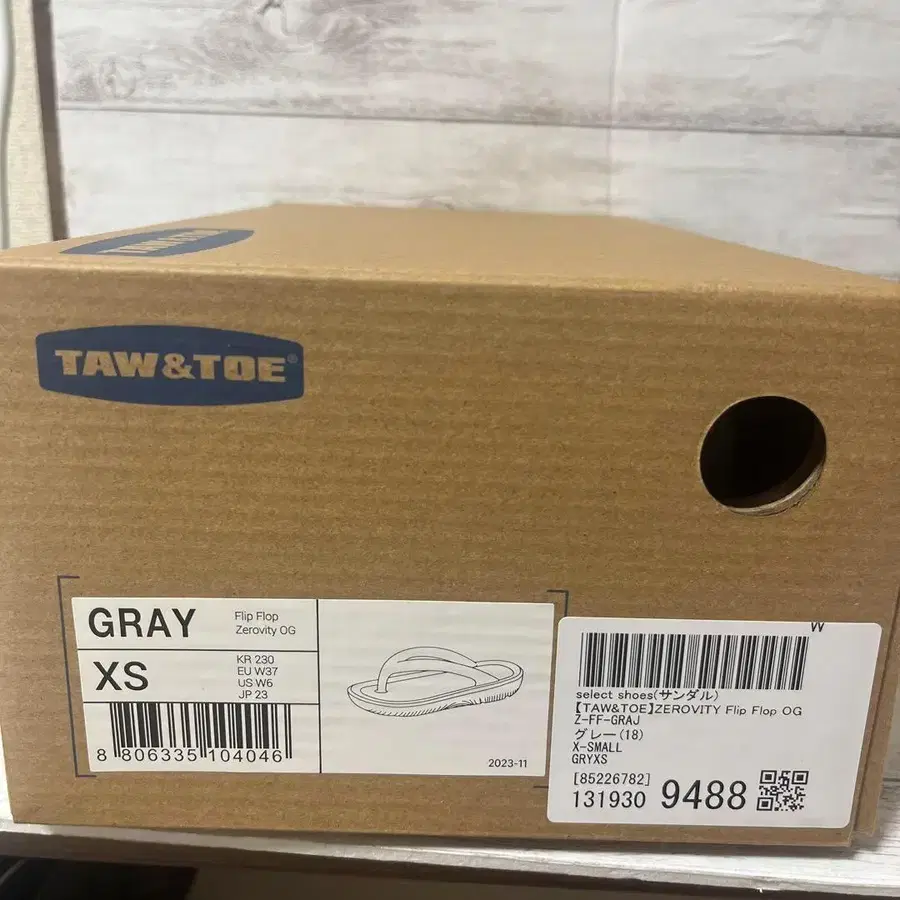 TAW&TOE®
GRAY
Flip Flop
Zerovity OG
XS
KR 230
EU W37
US W6
JP 23
8 806335 104046
2023-11
W
select shoes(サンダル)
【TAW&TOE】ZEROVITY Flip Flop OG
Z-FF-GRAJ
グレー(18)
X-SMALL
GRYXS
[85226782]
131930 9488